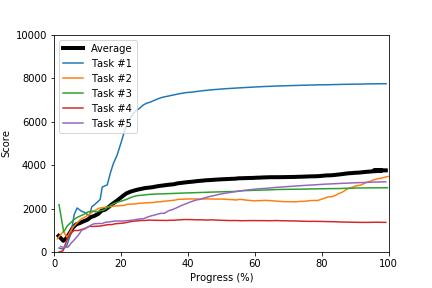 10000
8000
6000
4000
2000
0
Score
Average
Task #1
Task #2
Task #3
Task #4
Task #5
0 20 40 60 80 100
Progress (%)